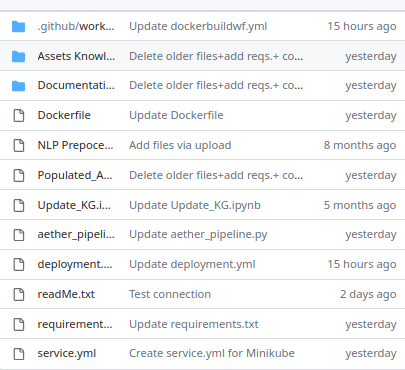 .github/work... Update dockerbuildwf.yml 15 hours ago
Assets Knowl... Delete older files+add reqs.+ co... yesterday
Documentati... Delete older files+add reqs.+ co... yesterday
Dockerfile Update Dockerfile yesterday
NLP Prepoce... Add files via upload 8 months ago
Populated_A... Delete older files+add reqs.+ co... yesterday
Update_KG.i... Update Update_KG.ipynb 5 months ago
aether_pipeli... Update aether_pipeline.py yesterday
deployment.... Update deployment.yml 15 hours ago
readMe.txt Test connection 2 days ago
requirement... Update requirements.txt yesterday
service.yml Create service.yml for Minikube yesterday